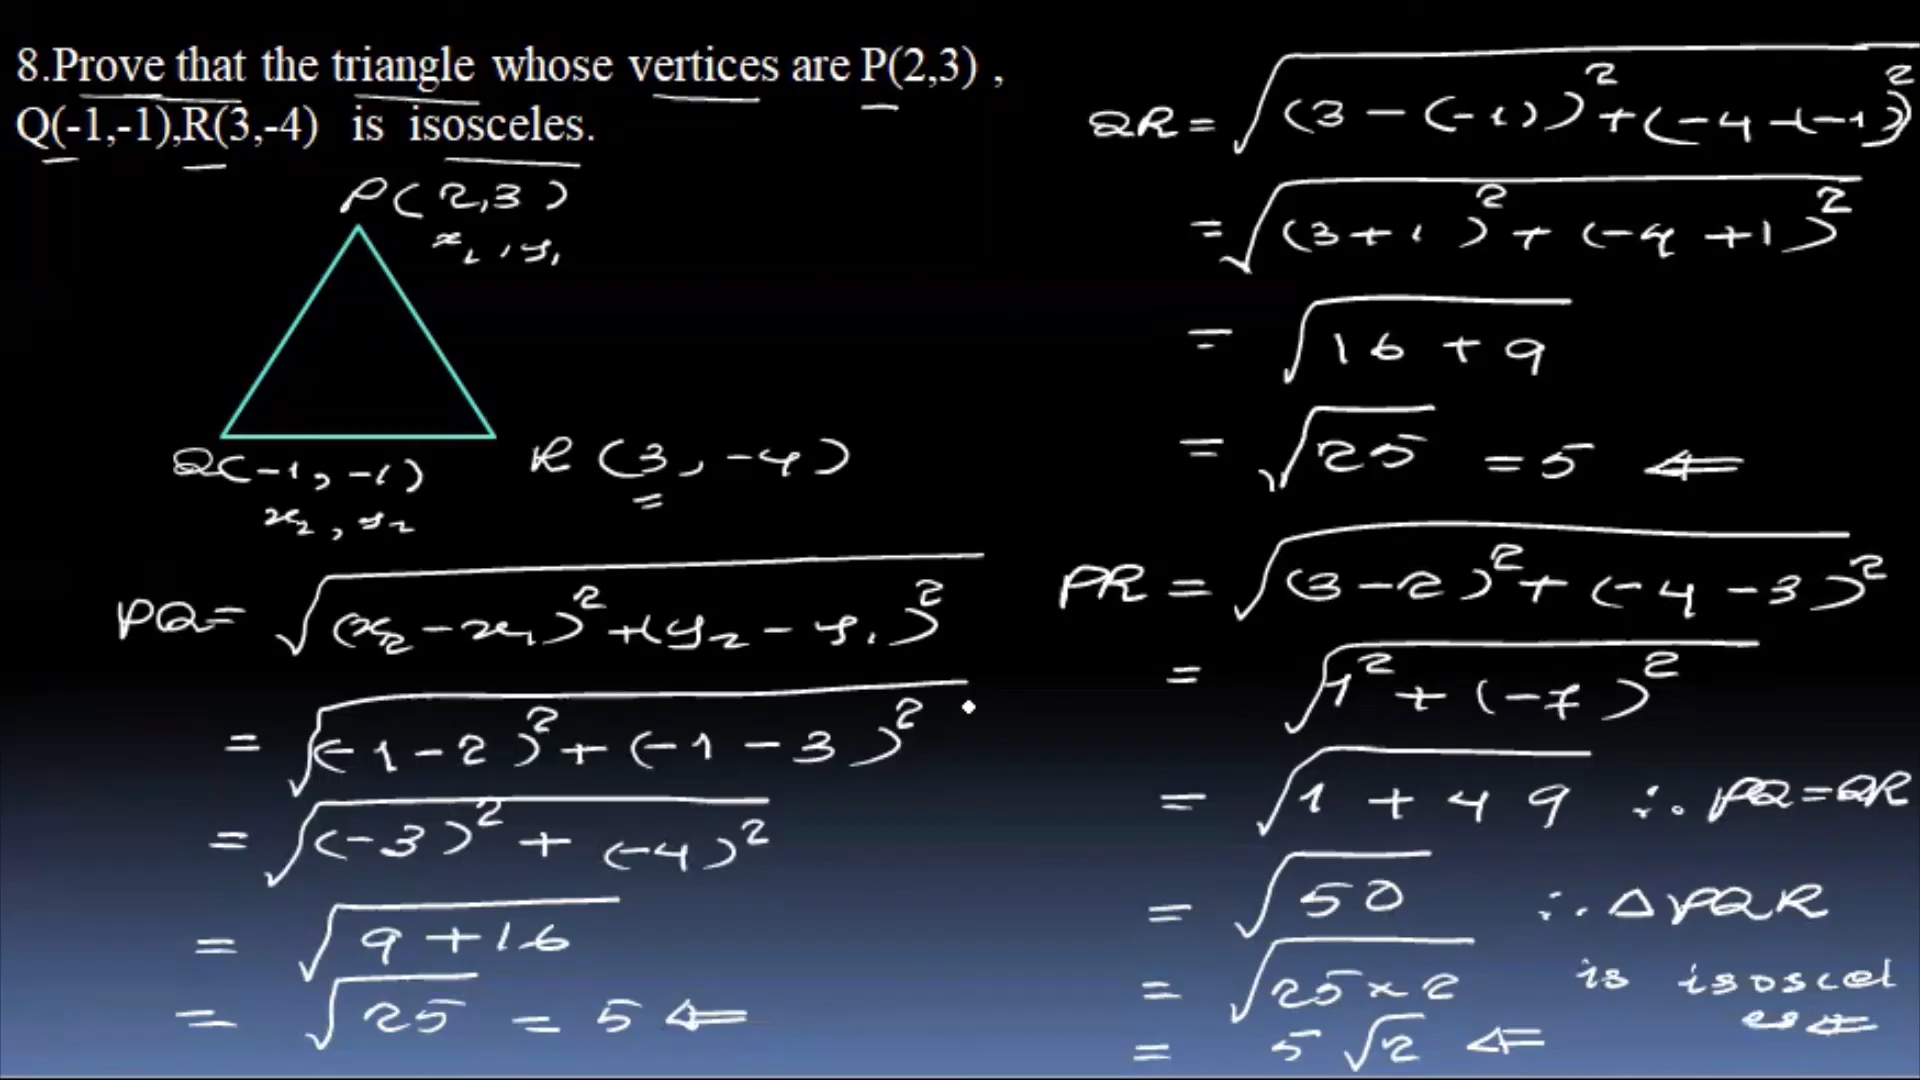 8.Prove that the triangle whose vertices are P(2,3) ,
Q(-1,-1),R(3,-4) is isosceles.
P(2,3)
x₁,y₁
Q(-1,-1)
x₂,y₂
R(3,-4)
PQ=√(x₂-x₁)²+(y₂-y₁)²
=√(-1-2)²+(-1-3)²
=√(-3)²+(-4)²
=√9+16
=√25=5⇐
QR=√(3-(-1))²+(-4-(-1))²
=√(3+1)²+(-4+1)²
=√16+9
=√25=5⇐
PR=√(3-2)²+(-4-3)²
=√1²+(-7)²
=√1+49 ∴PQ=QR
=√50 ∴△PQR
=√25×2 is isoscel
=5√2⇐ es⇐